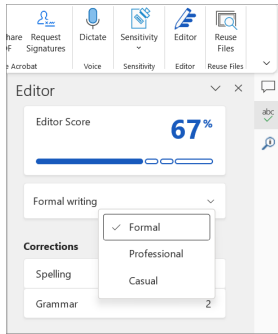 hare Request Dictate Sensitivity Editor Reuse
Signatures Files
Acrobat Voice Sensitivity Editor Reuse Files
Editor
abc
Editor Score
67%
Formal writing
Formal
Professional
Casual
Corrections
Spelling
Grammar 2